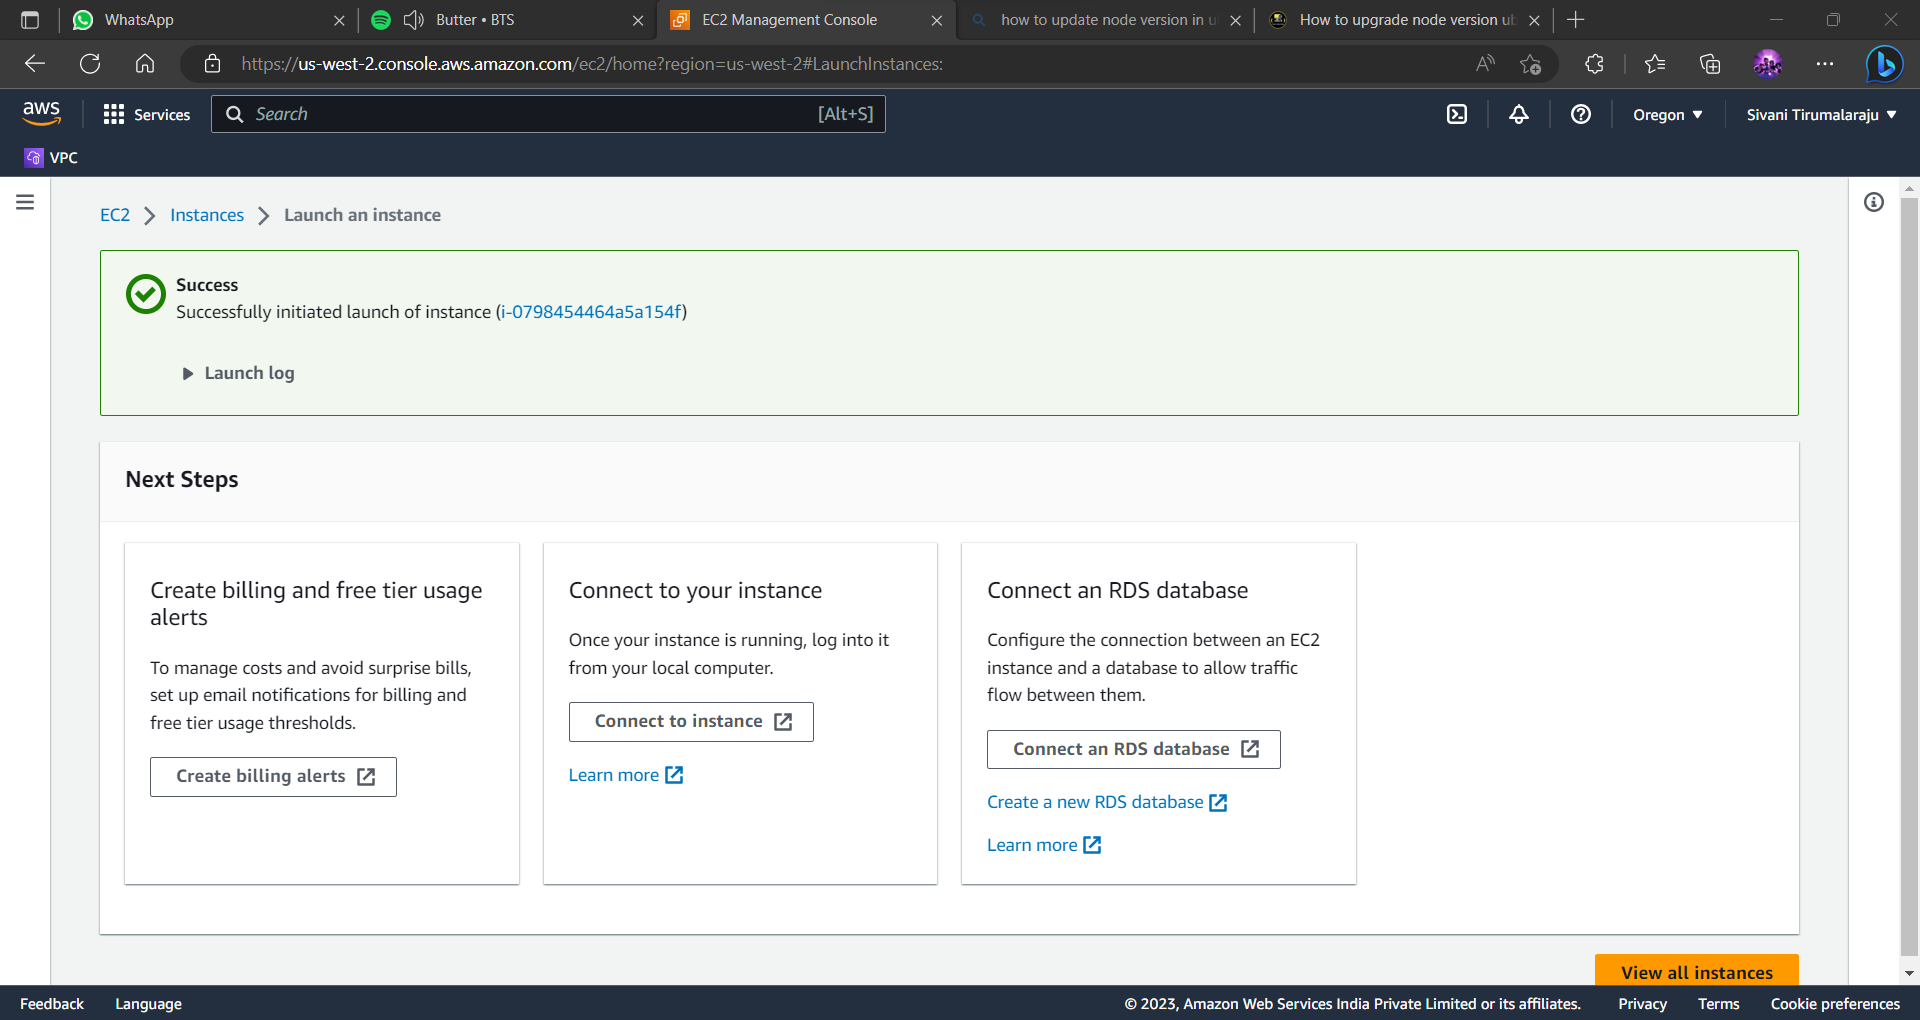 WhatsApp
Butter • BTS
EC2 Management Console
how to update node version in u
How to upgrade node version ub
https://us-west-2.console.aws.amazon.com/ec2/home?region=us-west-2#LaunchInstances:
aws
Services
Search
[Alt+S]
Oregon
Sivani Tirumalaraju
VPC
EC2
Instances
Launch an instance
Success
Successfully initiated launch of instance (i-0798454464a5a154f)
Launch log
Next Steps
Create billing and free tier usage
alerts
To manage costs and avoid surprise bills,
set up email notifications for billing and
free tier usage thresholds.
Create billing alerts
Connect to your instance
Once your instance is running, log into it
from your local computer.
Connect to instance
Learn more
Connect an RDS database
Configure the connection between an EC2
instance and a database to allow traffic
flow between them.
Connect an RDS database
Create a new RDS database
Learn more
View all instances
Feedback
Language
© 2023, Amazon Web Services India Private Limited or its affiliates.
Privacy
Terms
Cookie preferences